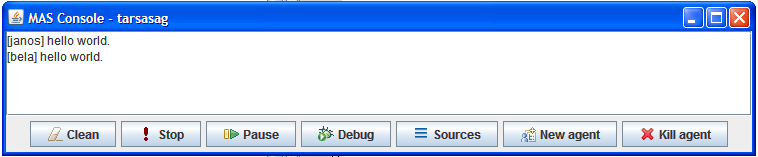 MAS Console - tarsasag
[janos] hello world.
[bela] hello world.
Clean Stop Pause Debug Sources New agent Kill agent